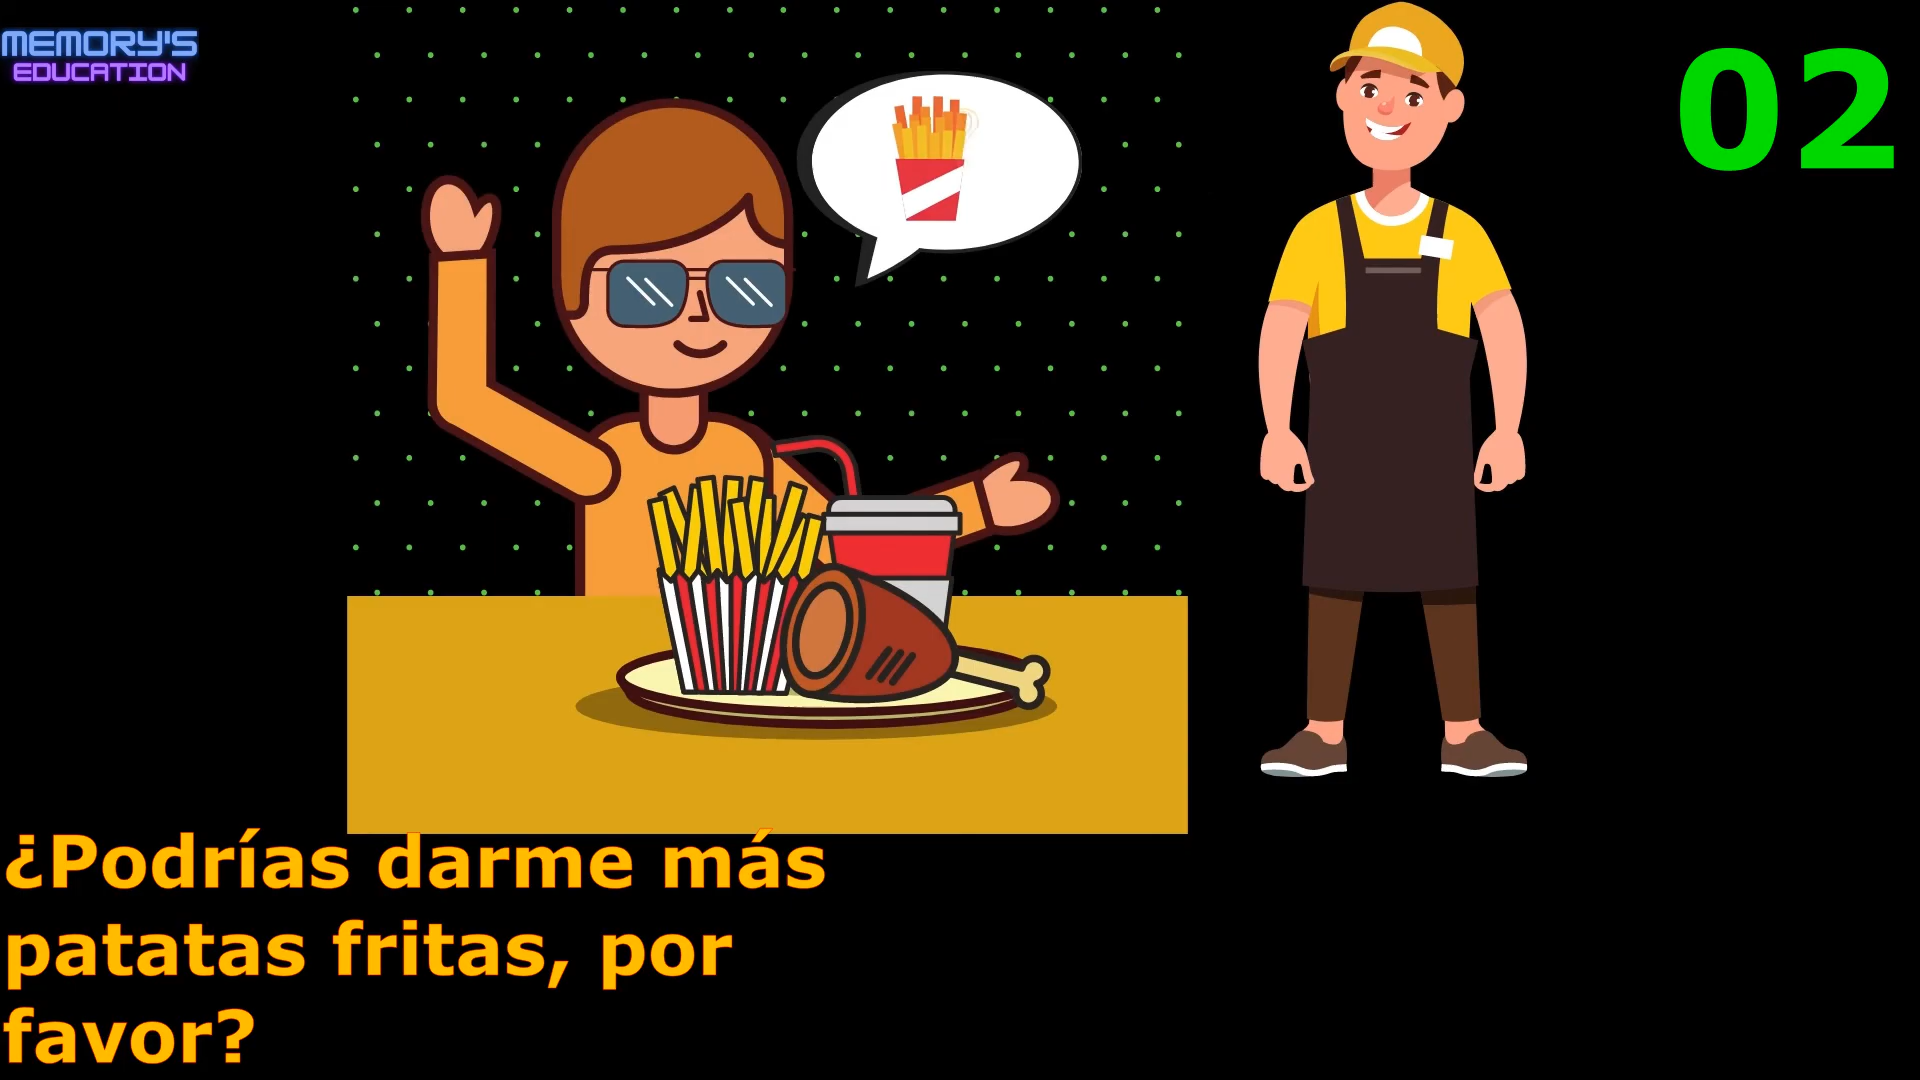 MEMORY'S
EDUCATION
02
¿Podrías darme más
patatas fritas, por
favor?